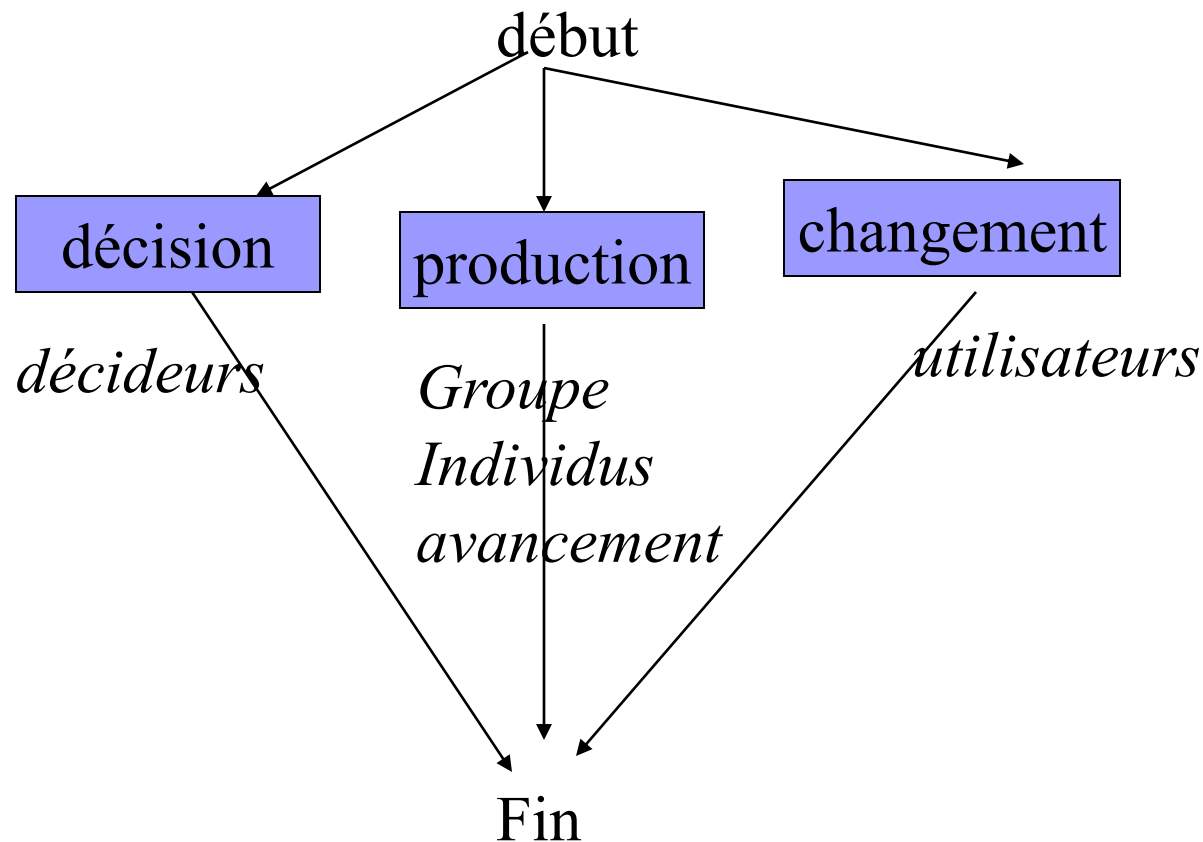 début
décision
production
changement
décideurs
Groupe
Individus
avancement
utilisateurs
Fin